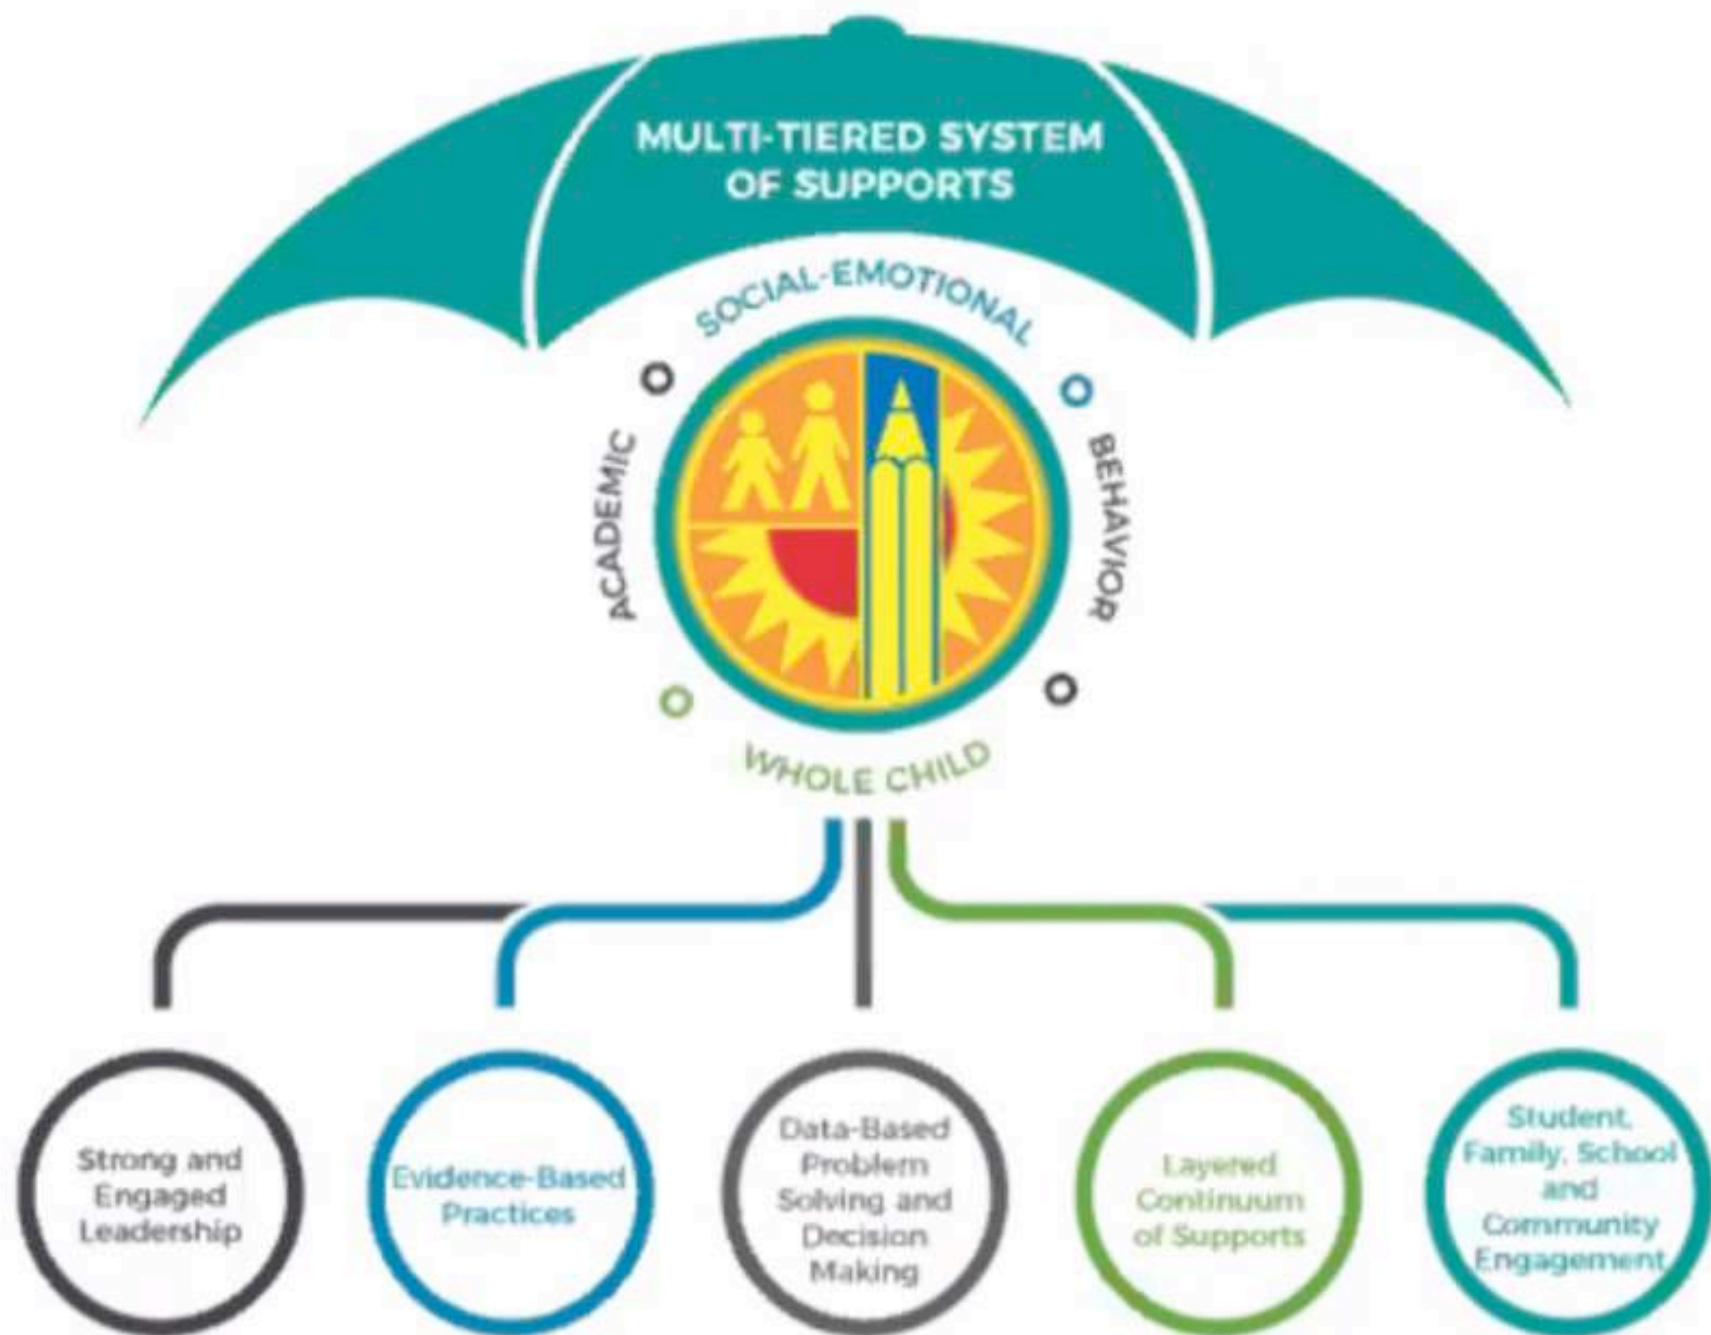 MULTI-TIERED SYSTEM
OF SUPPORTS
SOCIAL-EMOTIONAL
ACADEMIC
BEHAVIOR
WHOLE CHILD
Strong and
Engaged
Leadership
Evidence-Based
Practices
Data-Based
Problem
Solving and
Decision
Making
Layered
Continuum
of Supports
Student,
Family, School
and
Community
Engagement